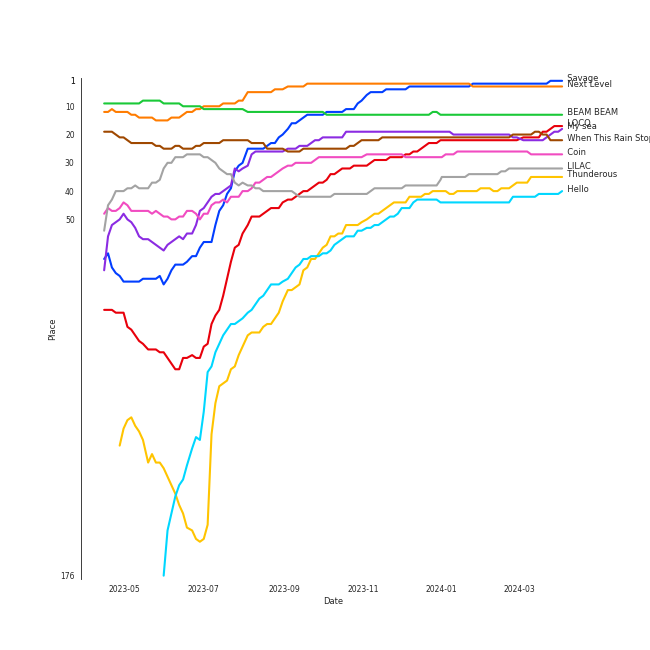 1
10
20
30
40
50
176
Place
2023-05
2023-07
2023-09
2023-11
2024-01
2024-03
Date
Savage
Next Level
BEAM BEAM
LOCO
My sea
When This Rain Stop
Coin
LILAC
Thunderous
Hello